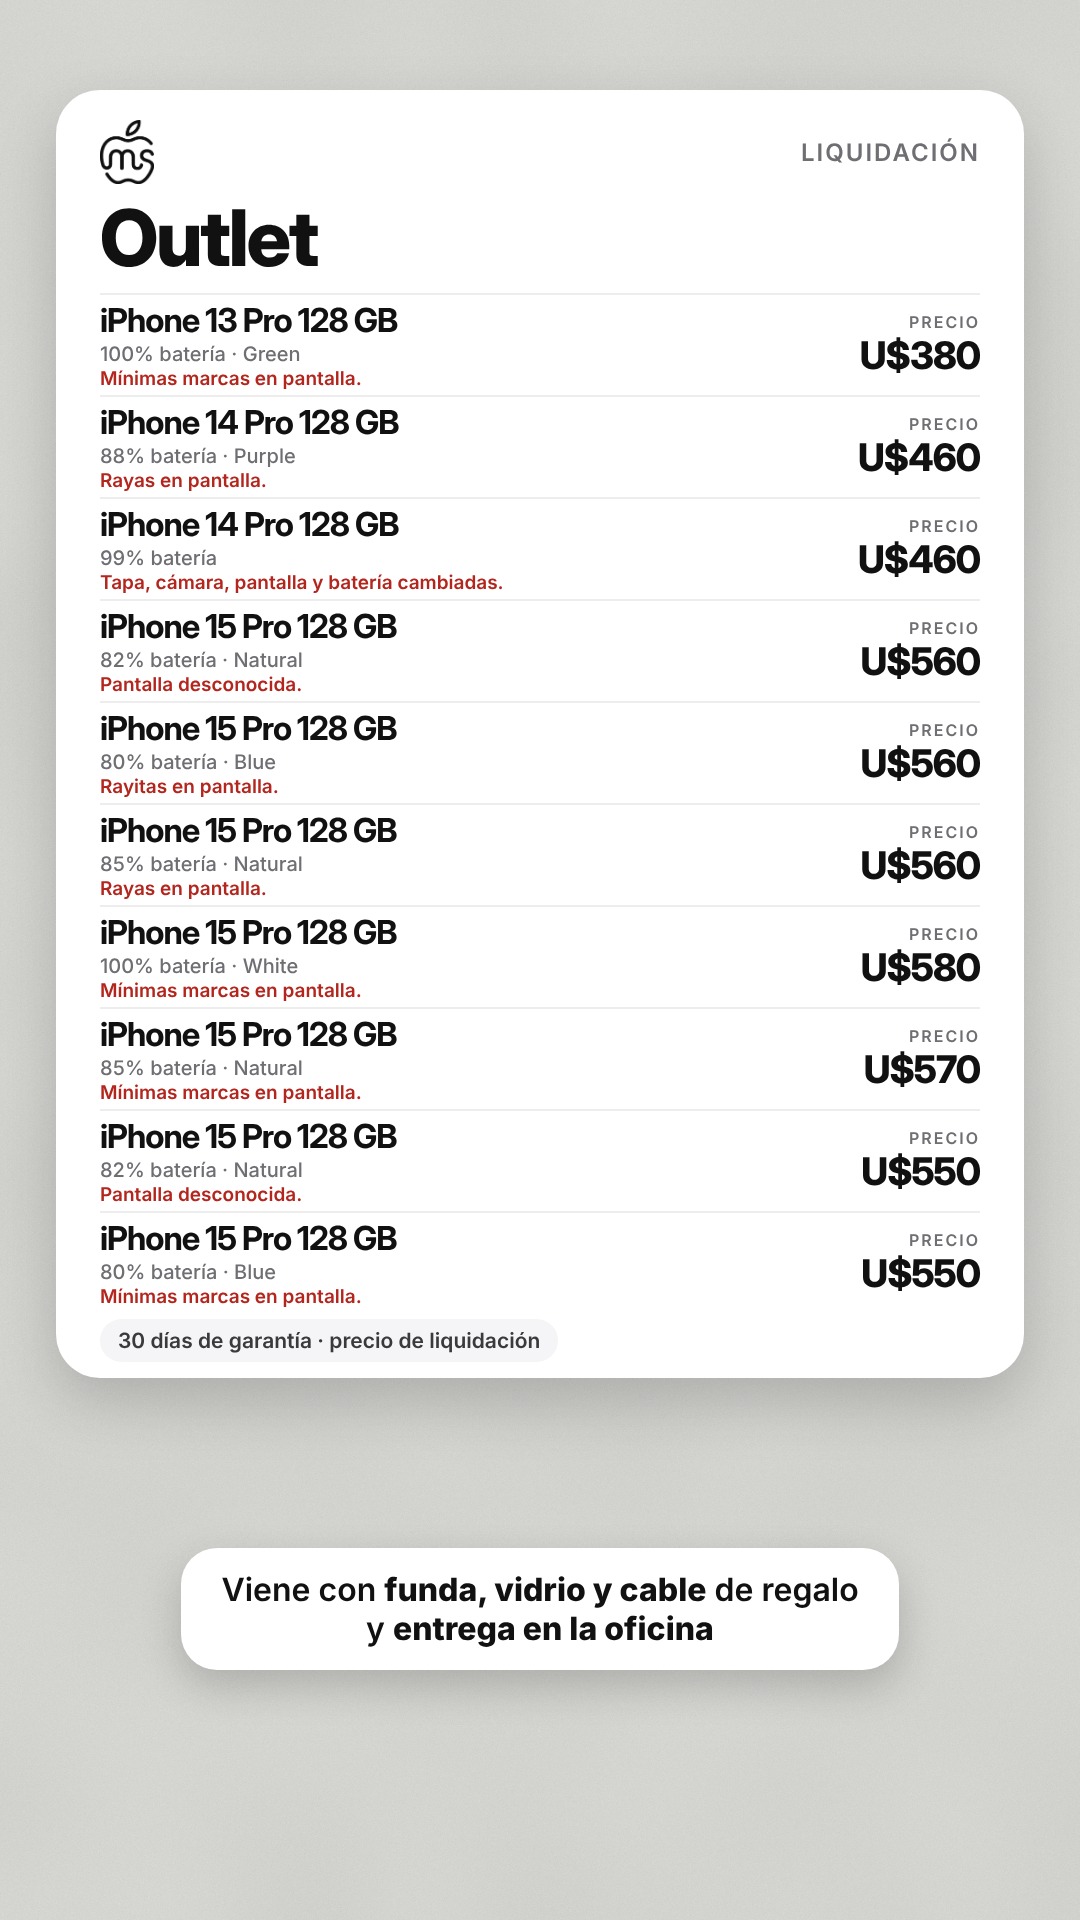 ms
LIQUIDACIÓN
Outlet
iPhone 13 Pro 128 GB
100% batería · Green
Mínimas marcas en pantalla.
PRECIO
U$380
iPhone 14 Pro 128 GB
88% batería · Purple
Rayas en pantalla.
PRECIO
U$460
iPhone 14 Pro 128 GB
99% batería
Tapa, cámara, pantalla y batería cambiadas.
PRECIO
U$460
iPhone 15 Pro 128 GB
82% batería · Natural
Pantalla desconocida.
PRECIO
U$560
iPhone 15 Pro 128 GB
80% batería · Blue
Rayitas en pantalla.
PRECIO
U$560
iPhone 15 Pro 128 GB
85% batería · Natural
Rayas en pantalla.
PRECIO
U$560
iPhone 15 Pro 128 GB
100% batería · White
Mínimas marcas en pantalla.
PRECIO
U$580
iPhone 15 Pro 128 GB
85% batería · Natural
Mínimas marcas en pantalla.
PRECIO
U$570
iPhone 15 Pro 128 GB
82% batería · Natural
Pantalla desconocida.
PRECIO
U$550
iPhone 15 Pro 128 GB
80% batería · Blue
Mínimas marcas en pantalla.
PRECIO
U$550
30 días de garantía · precio de liquidación
Viene con funda, vidrio y cable de regalo
y entrega en la oficina